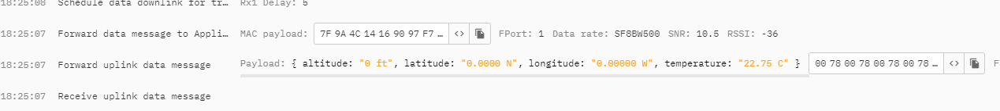 18:25:08 Schedule data downlink for tr… Rx1 Delay: 5
18:25:07 Forward data message to Appli… MAC payload: 7F 9A 4C 14 16 90 97 F7 … <> FPort: 1 Data rate: SF8BW500 SNR: 10.5 RSSI: -36
18:25:07 Forward uplink data message Payload: { altitude: "0 ft", latitude: "0.0000 N", longitude: "0.00000 W", temperature: "22.75 C" } 00 78 00 78 00 78 00 78 … <> F
18:25:07 Receive uplink data message